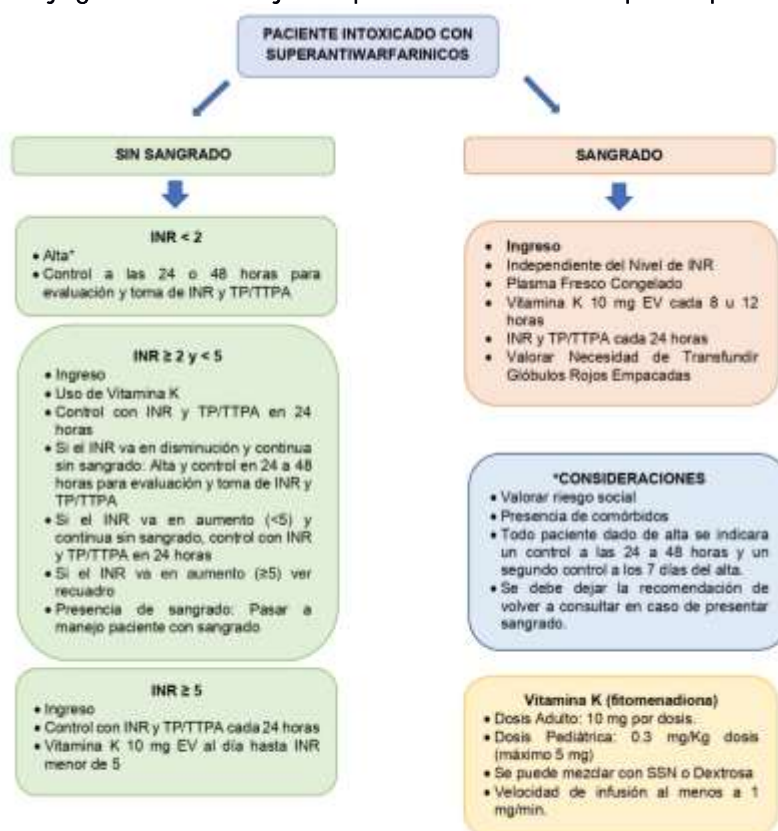 PACIENTE INTOXICADO CON
SUPERANTIWARFARINICOS
SIN SANGRADO
INR < 2
• Alta*
• Control a las 24 o 48 horas para
evaluación y toma de INR y TP/TTPA
INR ≥ 2 y < 5
• Ingreso
• Uso de Vitamina K
• Control con INR y TP/TTPA en 24
horas
• Si el INR va en disminución y continua
sin sangrado: Alta y control en 24 a 48
horas para evaluación y toma de INR y
TP/TTPA
• Si el INR va en aumento (<5) y
continua sin sangrado, control con INR
y TP/TTPA en 24 horas
• Si el INR va en aumento (≥5) ver
recuadro
• Presencia de sangrado: Pasar a
manejo paciente con sangrado
INR ≥ 5
• Ingreso
• Control con INR y TP/TTPA cada 24 horas
• Vitamina K 10 mg EV al día hasta INR
menor de 5
SANGRADO
• Ingreso
• Independiente del Nivel de INR
• Plasma Fresco Congelado
• Vitamina K 10 mg EV cada 8 u 12
horas
• INR y TP/TTPA cada 24 horas
• Valorar Necesidad de Transfundir
Glóbulos Rojos Empacadas
*CONSIDERACIONES
• Valorar riesgo social
• Presencia de comórbidos
• Todo paciente dado de alta se indicara
un control a las 24 a 48 horas y un
segundo control a los 7 días del alta.
• Se debe dejar la recomendación de
volver a consultar en caso de presentar
sangrado.
Vitamina K (fitomenadiona)
• Dosis Adulto: 10 mg por dosis.
• Dosis Pediátrica: 0.3 mg/Kg dosis
(máximo 5 mg)
• Se puede mezclar con SSN o Dextrosa
• Velocidad de infusión al menos a 1
mg/min.